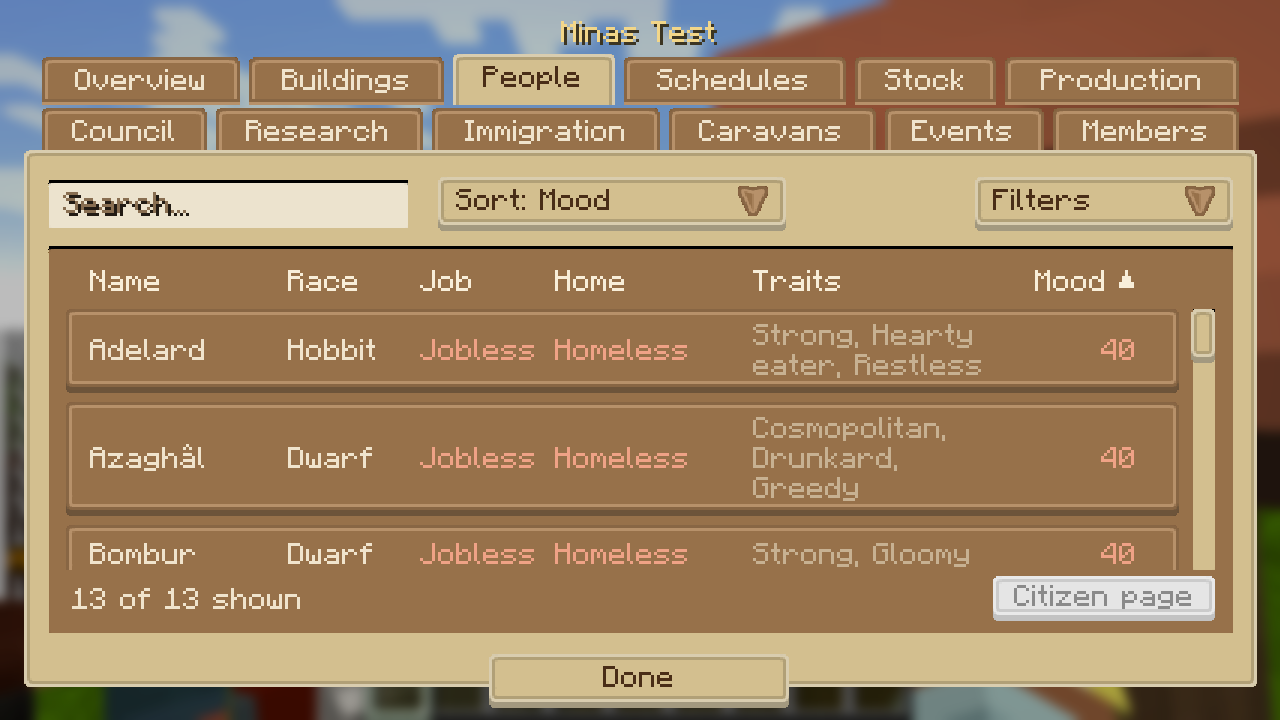 Minas Test
Overview Buildings People Schedules Stock Production
Council Research Immigration Caravans Events Members
Search...
Sort: Mood
Filters
Name Race Job Home Traits Mood ▲
Adelard Hobbit Jobless Homeless Strong, Hearty eater, Restless 40
Azaghâl Dwarf Jobless Homeless Cosmopolitan, Drunkard, Greedy 40
Bombur Dwarf Jobless Homeless Strong, Gloomy 40
13 of 13 shown
Citizen page
Done